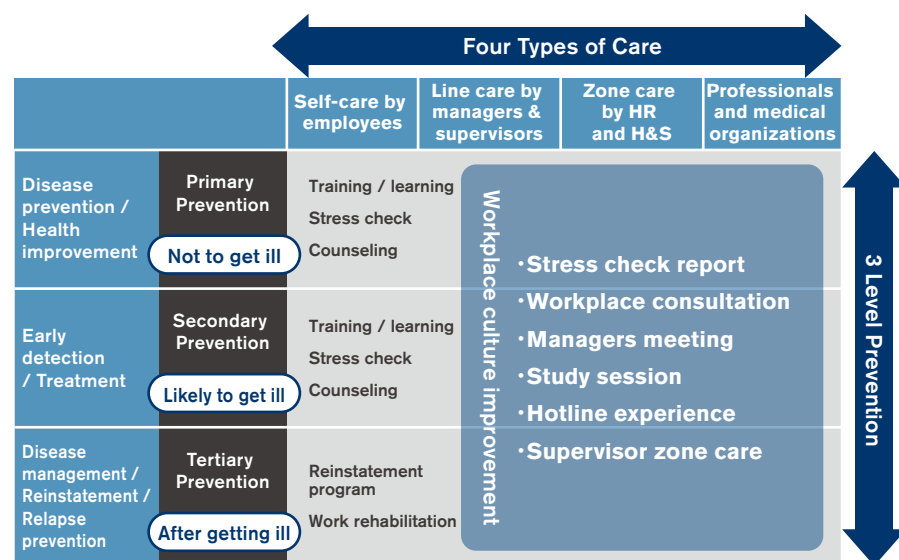 Four Types of Care
Self-care by
employees
Line care by
managers &
supervisors
Zone care
by HR
and H&S
Professionals
and medical
organizations
Disease
prevention /
Health
improvement
Primary
Prevention
Not to get ill
Training / learning
Stress check
Counseling
Early
detection
/ Treatment
Secondary
Prevention
Likely to get ill
Training / learning
Stress check
Counseling
Disease
management /
Reinstatement /
Relapse
prevention
Tertiary
Prevention
After getting ill
Reinstatement
program
Work rehabilitation
Workplace culture improvement
·Stress check report
·Workplace consultation
·Managers meeting
·Study session
·Hotline experience
·Supervisor zone care
3 Level Prevention